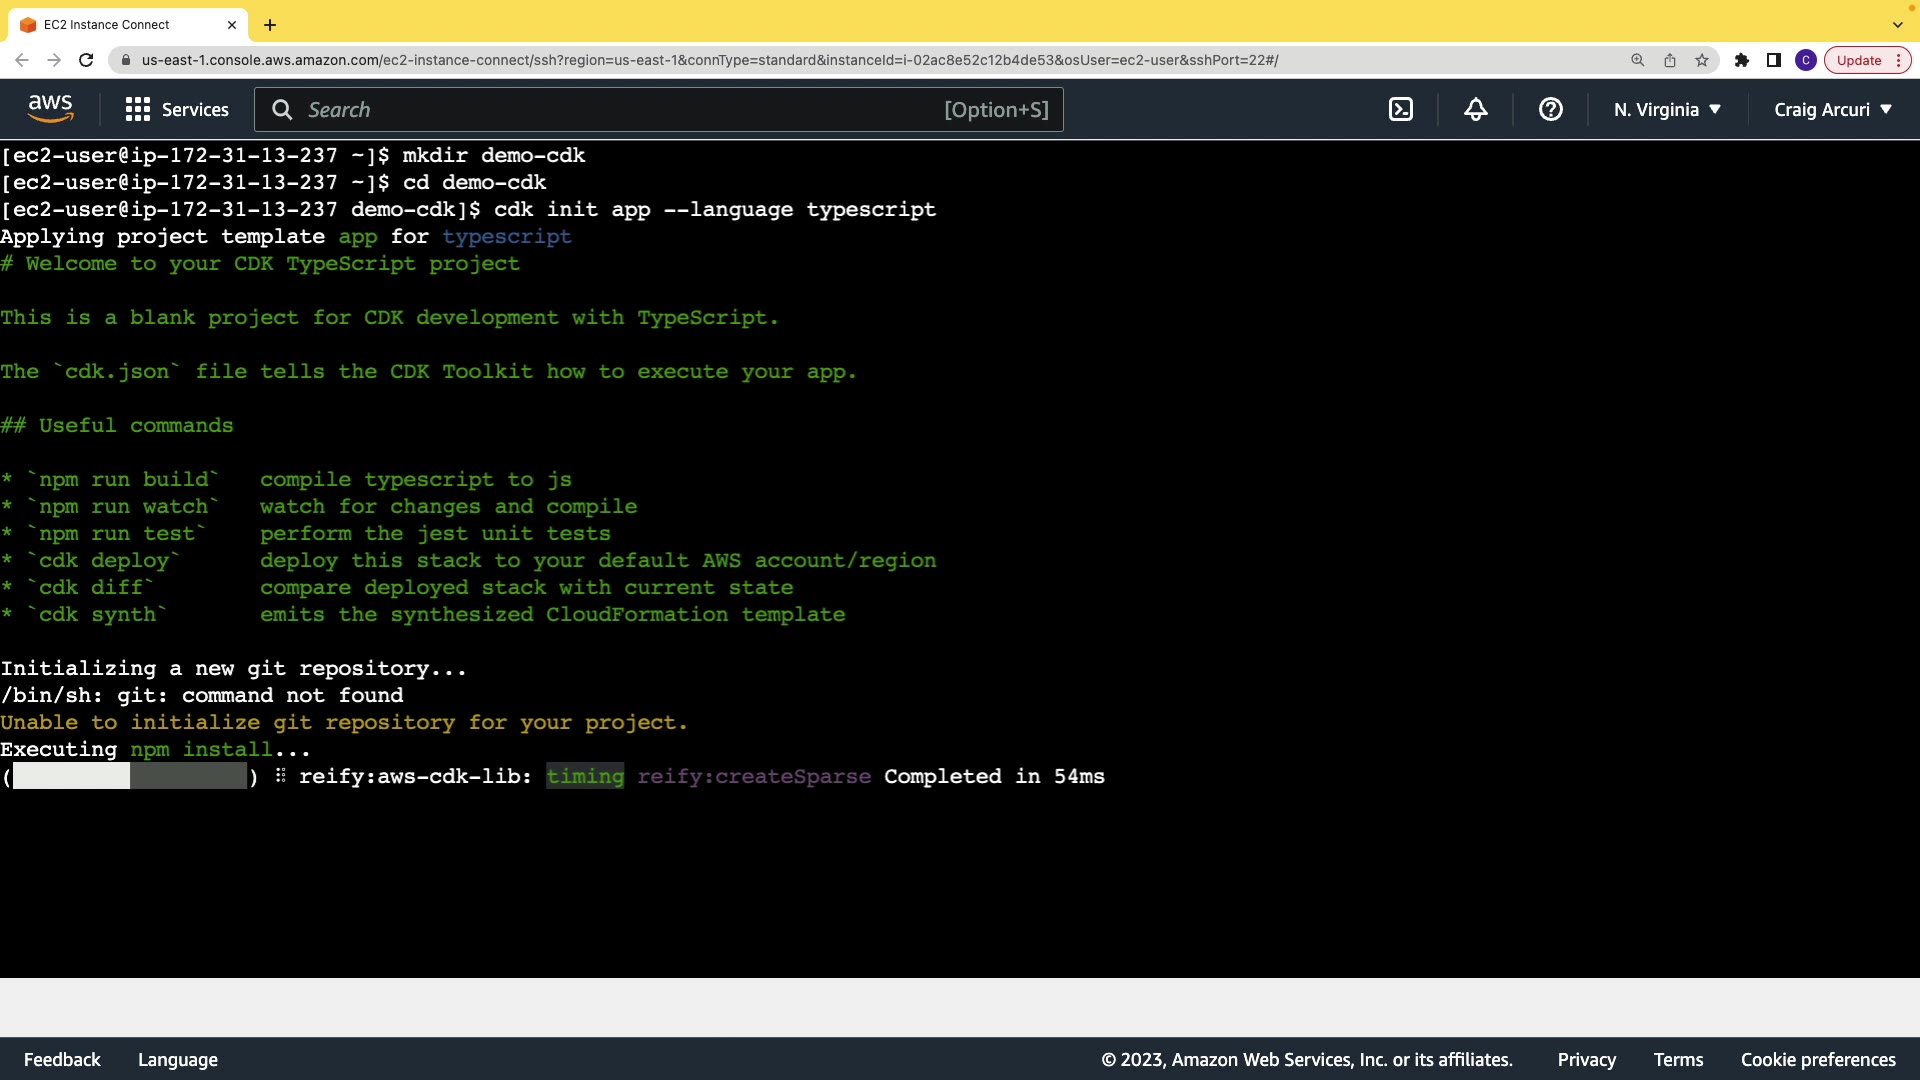 EC2 Instance Connect
us-east-1.console.aws.amazon.com/ec2-instance-connect/ssh?region=us-east-1&connType=standard&instanceId=i-02ac8e52c12b4de53&osUser=ec2-user&sshPort=22#/
C
Update
aws
Services
Search
[Option+S]
N. Virginia
Craig Arcuri
[ec2-user@ip-172-31-13-237 ~]$ mkdir demo-cdk
[ec2-user@ip-172-31-13-237 ~]$ cd demo-cdk
[ec2-user@ip-172-31-13-237 demo-cdk]$ cdk init app --language typescript
Applying project template app for typescript
# Welcome to your CDK TypeScript project
This is a blank project for CDK development with TypeScript.
The `cdk.json` file tells the CDK Toolkit how to execute your app.
## Useful commands
* `npm run build`   compile typescript to js
* `npm run watch`   watch for changes and compile
* `npm run test`    perform the jest unit tests
* `cdk deploy`      deploy this stack to your default AWS account/region
* `cdk diff`        compare deployed stack with current state
* `cdk synth`       emits the synthesized CloudFormation template
Initializing a new git repository...
/bin/sh: git: command not found
Unable to initialize git repository for your project.
Executing npm install...
( ) ⠿ reify:aws-cdk-lib: timing reify:createSparse Completed in 54ms
Feedback
Language
© 2023, Amazon Web Services, Inc. or its affiliates.
Privacy
Terms
Cookie preferences